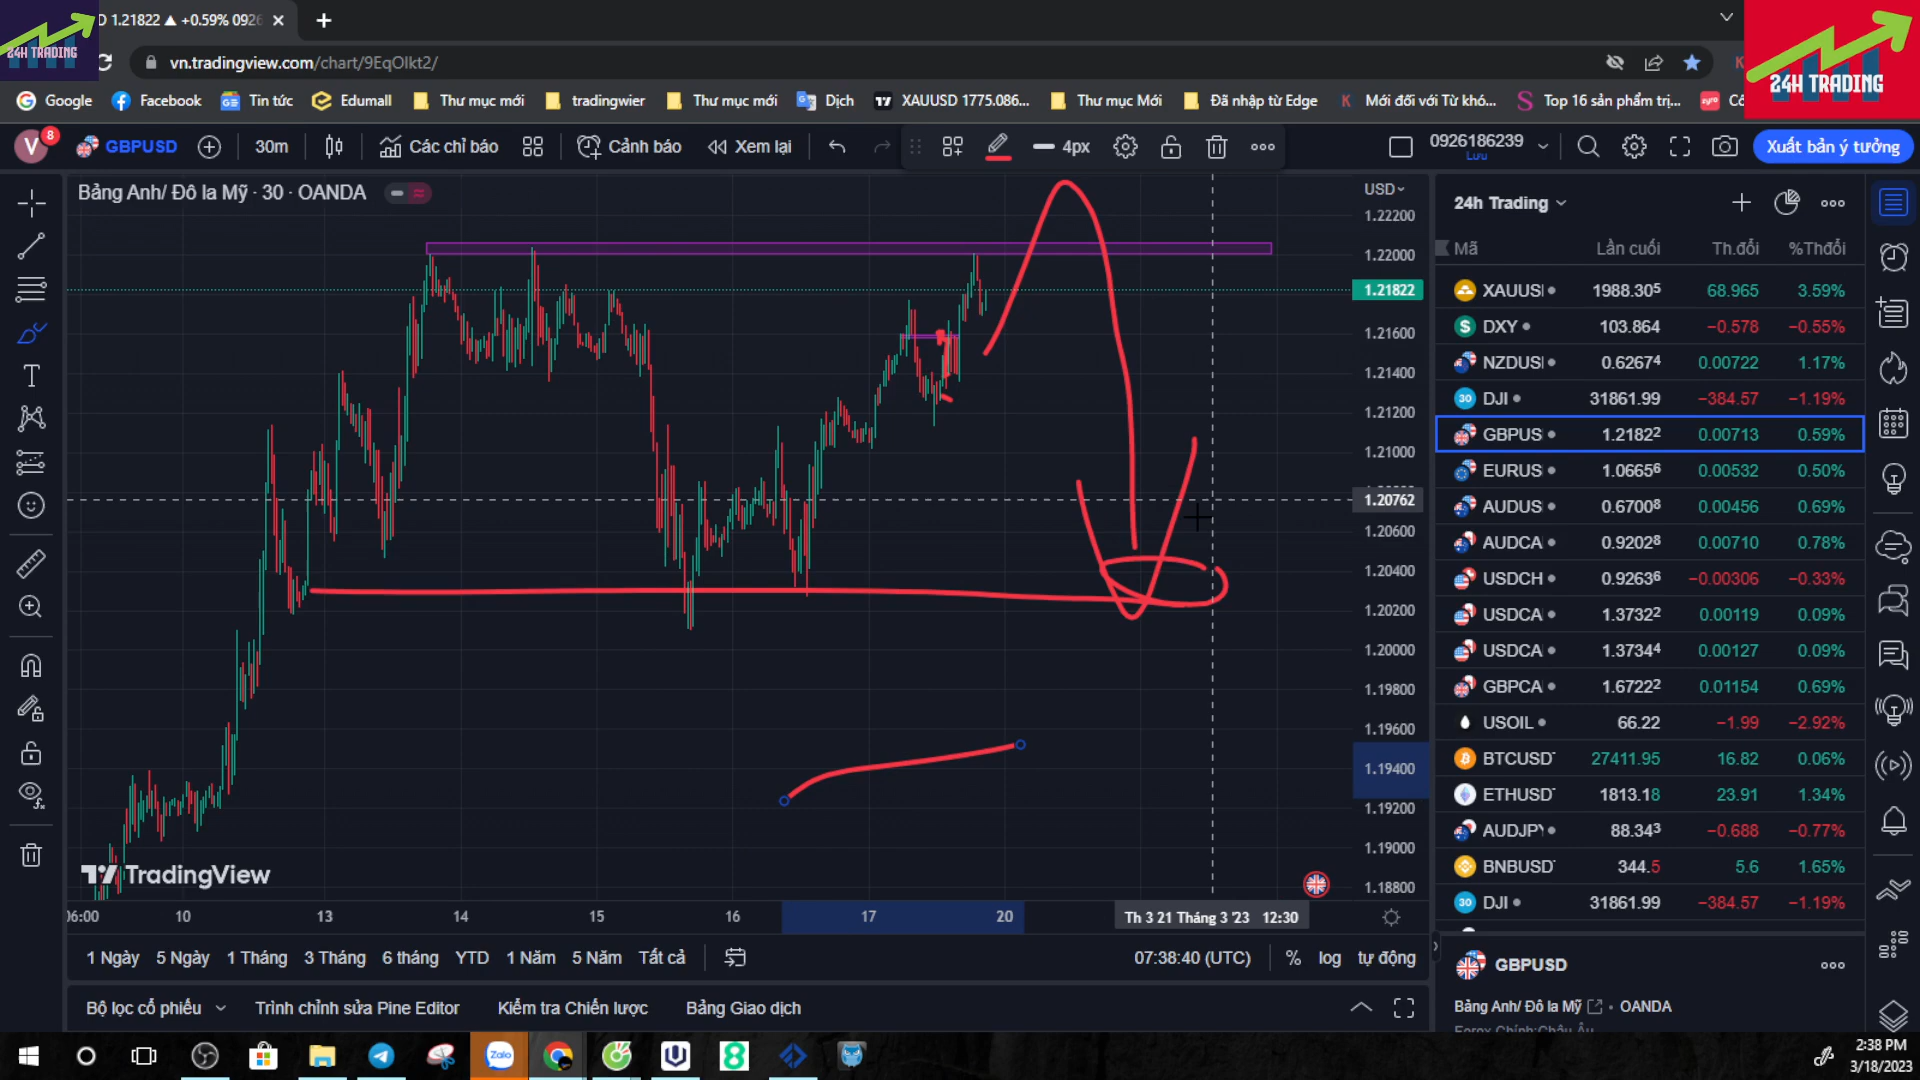 D 1.21822 ▲ +0.59% 0926
24H TRADING
vn.tradingview.com/chart/9EqOlkt2/
24H TRADING
Google
Facebook
Tin tức
Edumall
Thư mục mới
tradingwier
Thư mục mới
Dịch
XAUUSD 1775.086...
Thư mục Mới
Đã nhập từ Edge
Mới đối với Từ khó...
Top 16 sản phẩm trị...
V 8
GBPUSD
30m
Các chỉ báo
Cảnh báo
Xem lại
4px
0926186239
Lưu
Xuất bản ý tưởng
Bảng Anh/ Đô la Mỹ · 30 · OANDA
USD
1.22200
1.22000
1.21822
1.21600
1.21400
1.21200
1.21000
1.20762
1.20600
1.20400
1.20200
1.20000
1.19800
1.19600
1.19400
1.19200
1.19000
1.18800
TradingView
06:00 10 13 14 15 16 17 20 Th 3 21 Tháng 3 '23 12:30
1 Ngày 5 Ngày 1 Tháng 3 Tháng 6 tháng YTD 1 Năm 5 Năm Tất cả
07:38:40 (UTC) % log tự động
Bộ lọc cổ phiếu Trình chỉnh sửa Pine Editor Kiểm tra Chiến lược Bảng Giao dịch
24h Trading
Mã Lần cuối Th.đổi %Thđổi
XAUUS 1988.305 68.965 3.59%
DXY 103.864 −0.578 −0.55%
NZDUS 0.62674 0.00722 1.17%
DJI 31861.99 −384.57 −1.19%
GBPUS 1.21822 0.00713 0.59%
EURUS 1.06656 0.00532 0.50%
AUDUS 0.67008 0.00456 0.69%
AUDCA 0.92028 0.00710 0.78%
USDCH 0.92636 −0.00306 −0.33%
USDCA 1.37322 0.00119 0.09%
USDCA 1.37344 0.00127 0.09%
GBPCA 1.67222 0.01154 0.69%
USOIL 66.22 −1.99 −2.92%
BTCUSD 27411.95 16.82 0.06%
ETHUSD 1813.18 23.91 1.34%
AUDJPY 88.343 −0.688 −0.77%
BNBUSD 344.5 5.6 1.65%
DJI 31861.99 −384.57 −1.19%
GBPUSD
Bảng Anh/ Đô la Mỹ · OANDA
Zalo
2:38 PM
3/18/2023